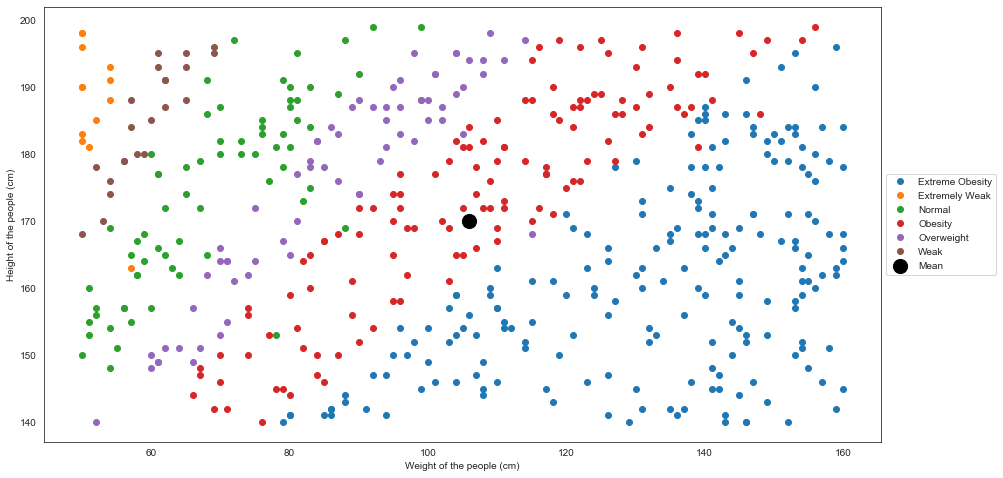 200
190
180
170
160
150
140
Height of the people (cm)
60
80
100
120
140
160
Weight of the people (cm)
Extreme Obesity
Extremely Weak
Normal
Obesity
Overweight
Weak
Mean